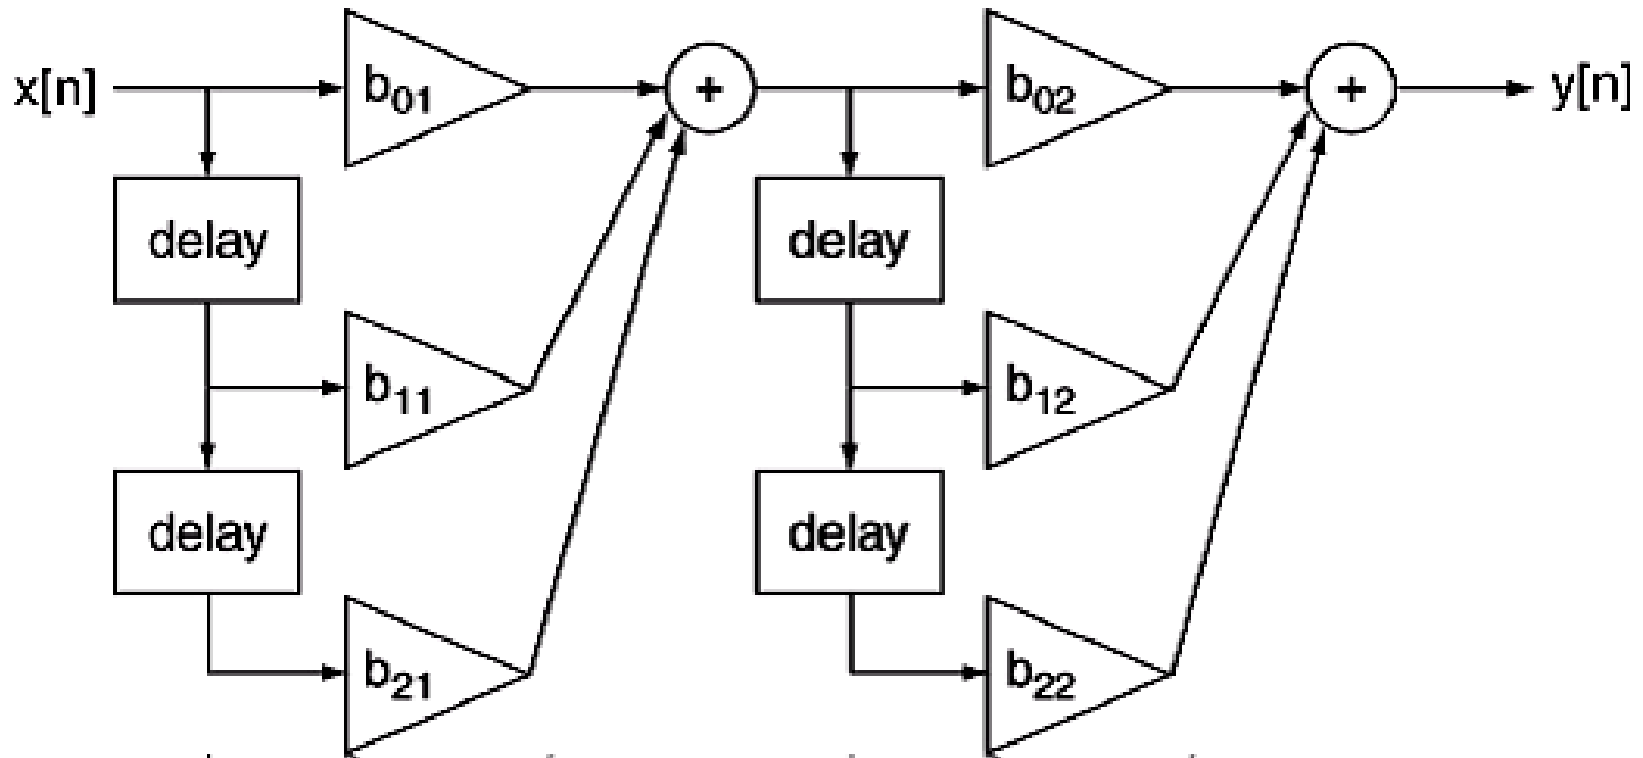 x[n] b₀₁ + b₀₂ + y[n]
delay delay
b₁₁ b₁₂
delay delay
b₂₁ b₂₂